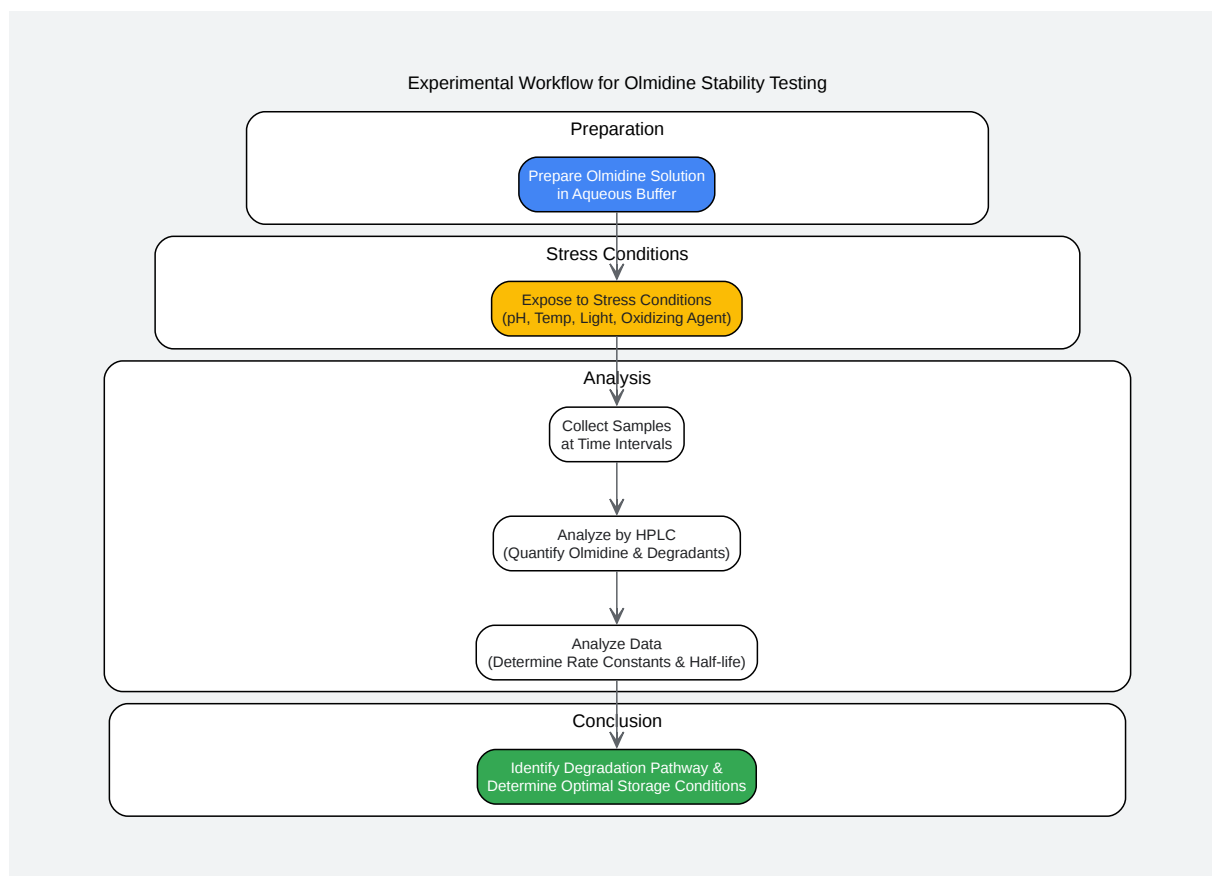 Experimental Workflow for Olmidine Stability Testing
Preparation
Prepare Olmidine Solution
in Aqueous Buffer
Stress Conditions
Expose to Stress Conditions
(pH, Temp, Light, Oxidizing Agent)
Analysis
Collect Samples
at Time Intervals
Analyze by HPLC
(Quantify Olmidine & Degradants)
Analyze Data
(Determine Rate Constants & Half-life)
Conclusion
Identify Degradation Pathway &
Determine Optimal Storage Conditions